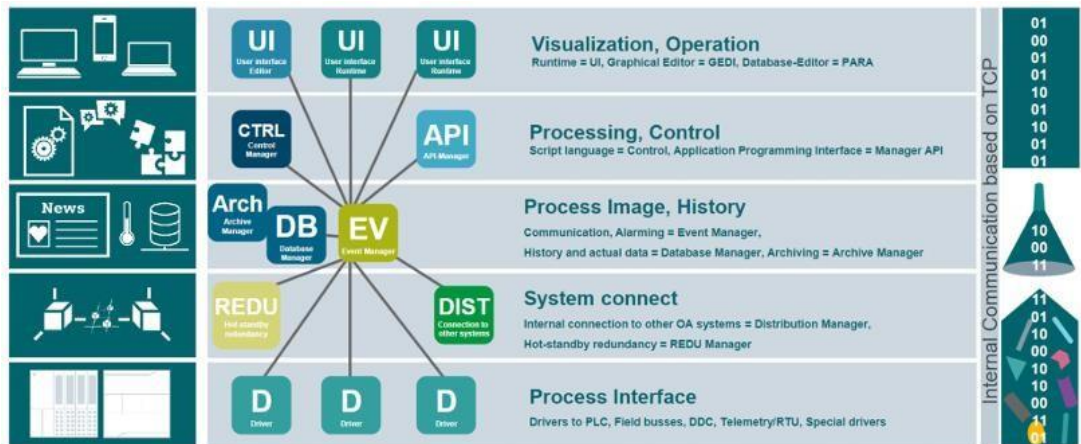 UI
User interface
Editor
UI
User interface
Runtime
UI
User interface
Runtime
Visualization, Operation
Runtime = UI, Graphical Editor = GEDI, Database-Editor = PARA
CTRL
Control
Manager
API
API-Manager
Processing, Control
Script language = Control, Application Programming Interface = Manager API
News
Arch
Archive
Manager
DB
Database
Manager
EV
Event Manager
Process Image, History
Communication, Alarming = Event Manager,
History and actual data = Database Manager, Archiving = Archive Manager
REDU
Hot-standby
redundancy
DIST
Connection to
other systems
System connect
Internal connection to other OA systems = Distribution Manager,
Hot-standby redundancy = REDU Manager
D
Driver
D
Driver
D
Driver
Process Interface
Drivers to PLC, Field busses, DDC, Telemetry/RTU, Special drivers
Internal Communication based on TCP
01
00
01
01
10
01
10
01
01
10
00
11
11
01
10
00
10
10
00
11
01